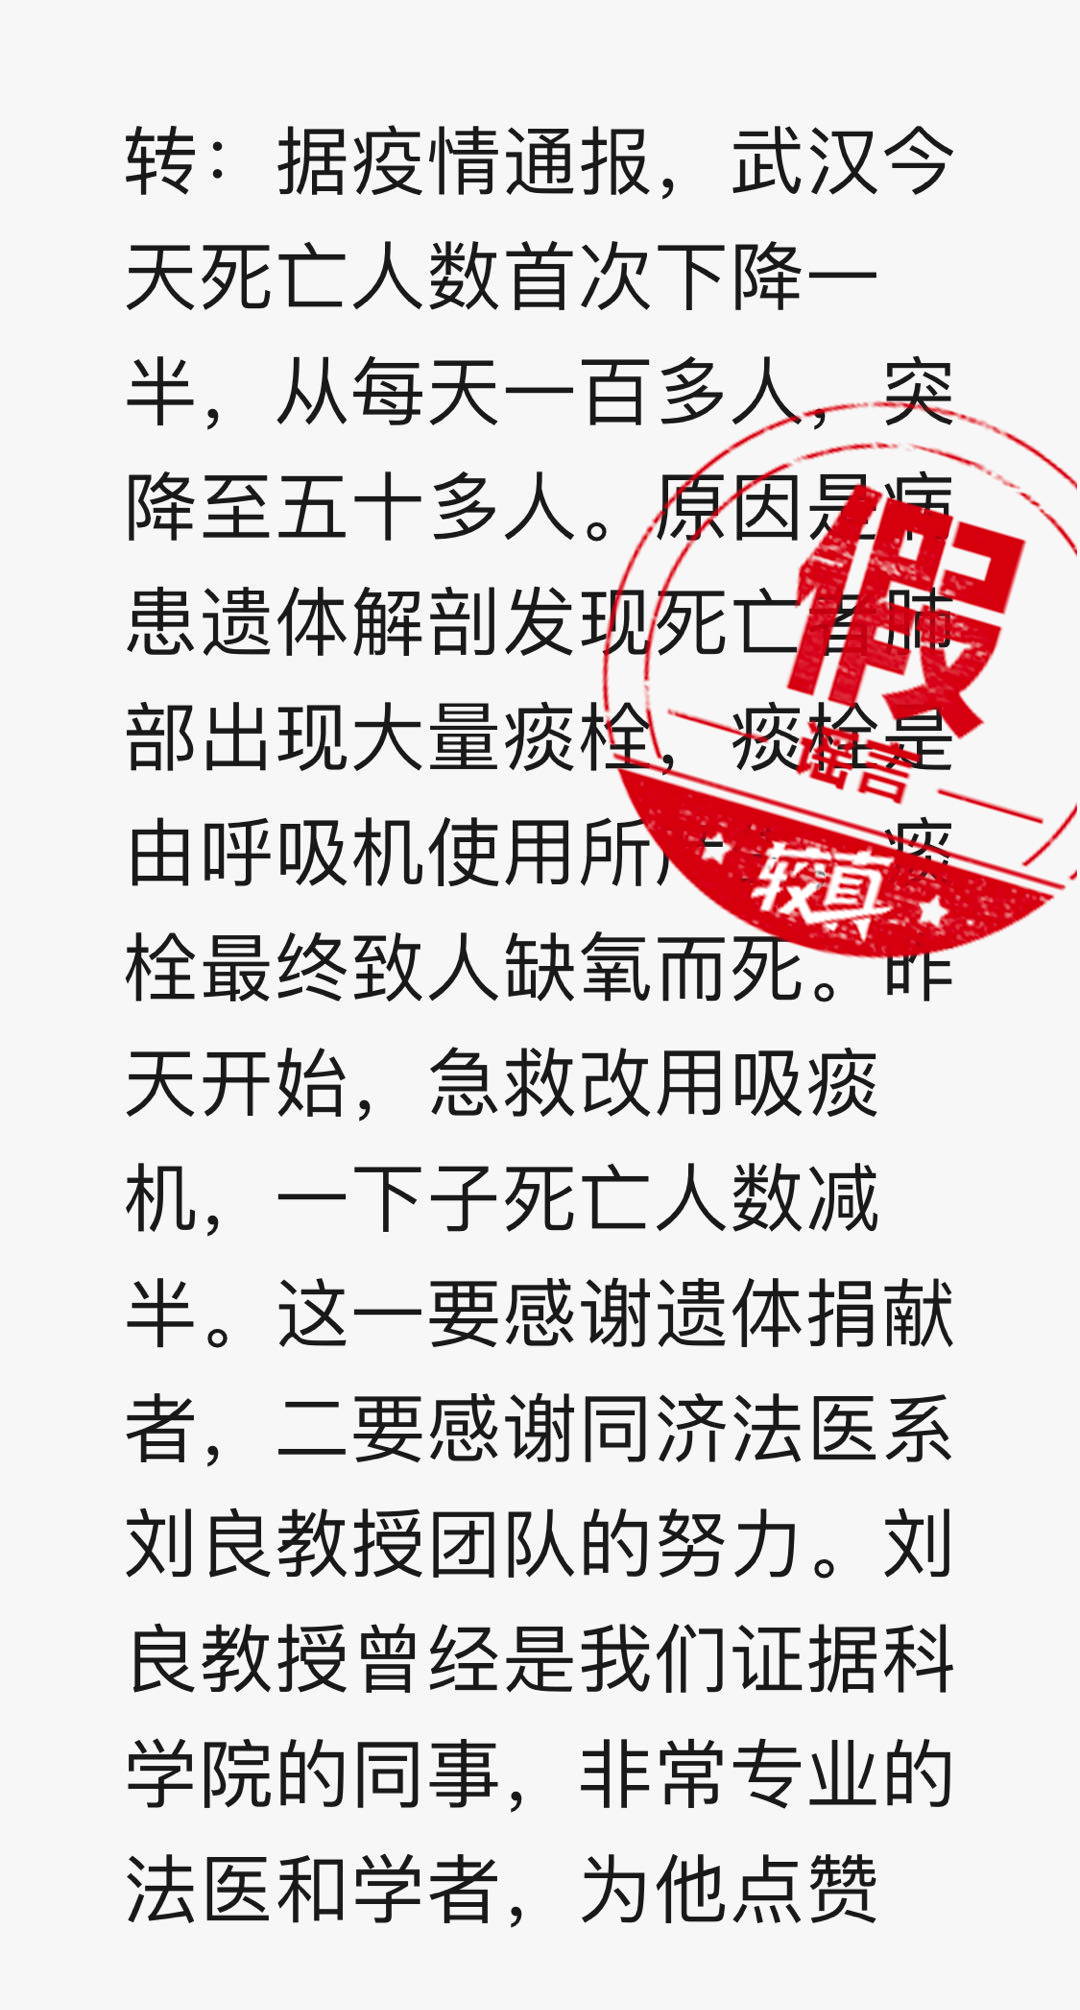 转：据疫情通报，武汉今
天死亡人数首次下降一
半，从每天一百多人，突
降至五十多人。原因是病
患遗体解剖发现死亡者肺
部出现大量痰栓，痰栓是
由呼吸机使用所 痰
栓最终致人缺氧而死。昨
天开始，急救改用吸痰
机，一下子死亡人数减
半。这一要感谢遗体捐献
者，二要感谢同济法医系
刘良教授团队的努力。刘
良教授曾经是我们证据科
学院的同事，非常专业的
法医和学者，为他点赞
假
谣言
较真